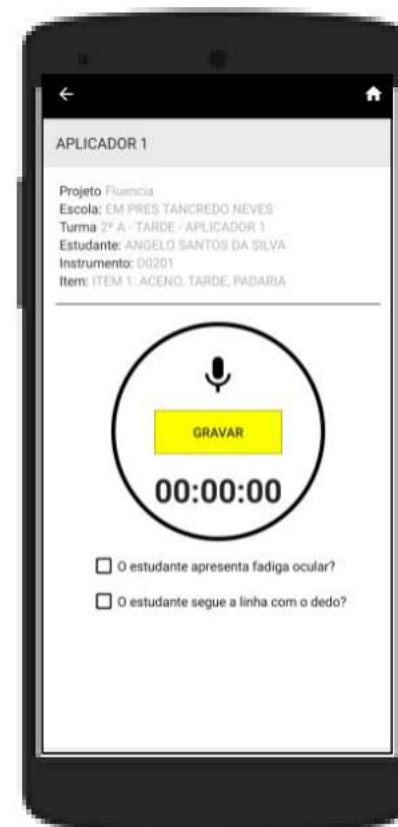 APLICADOR 1
Projeto Fluencia
Escola: EM PRES TANCREDO NEVES
Turma 2º A - TARDE - APLICADOR 1
Estudante: ANGELO SANTOS DA SILVA
Instrumento: D0201
Item: ITEM 1: ACENO, TARDE, PADARIA
GRAVAR
00:00:00
O estudante apresenta fadiga ocular?
O estudante segue a linha com o dedo?